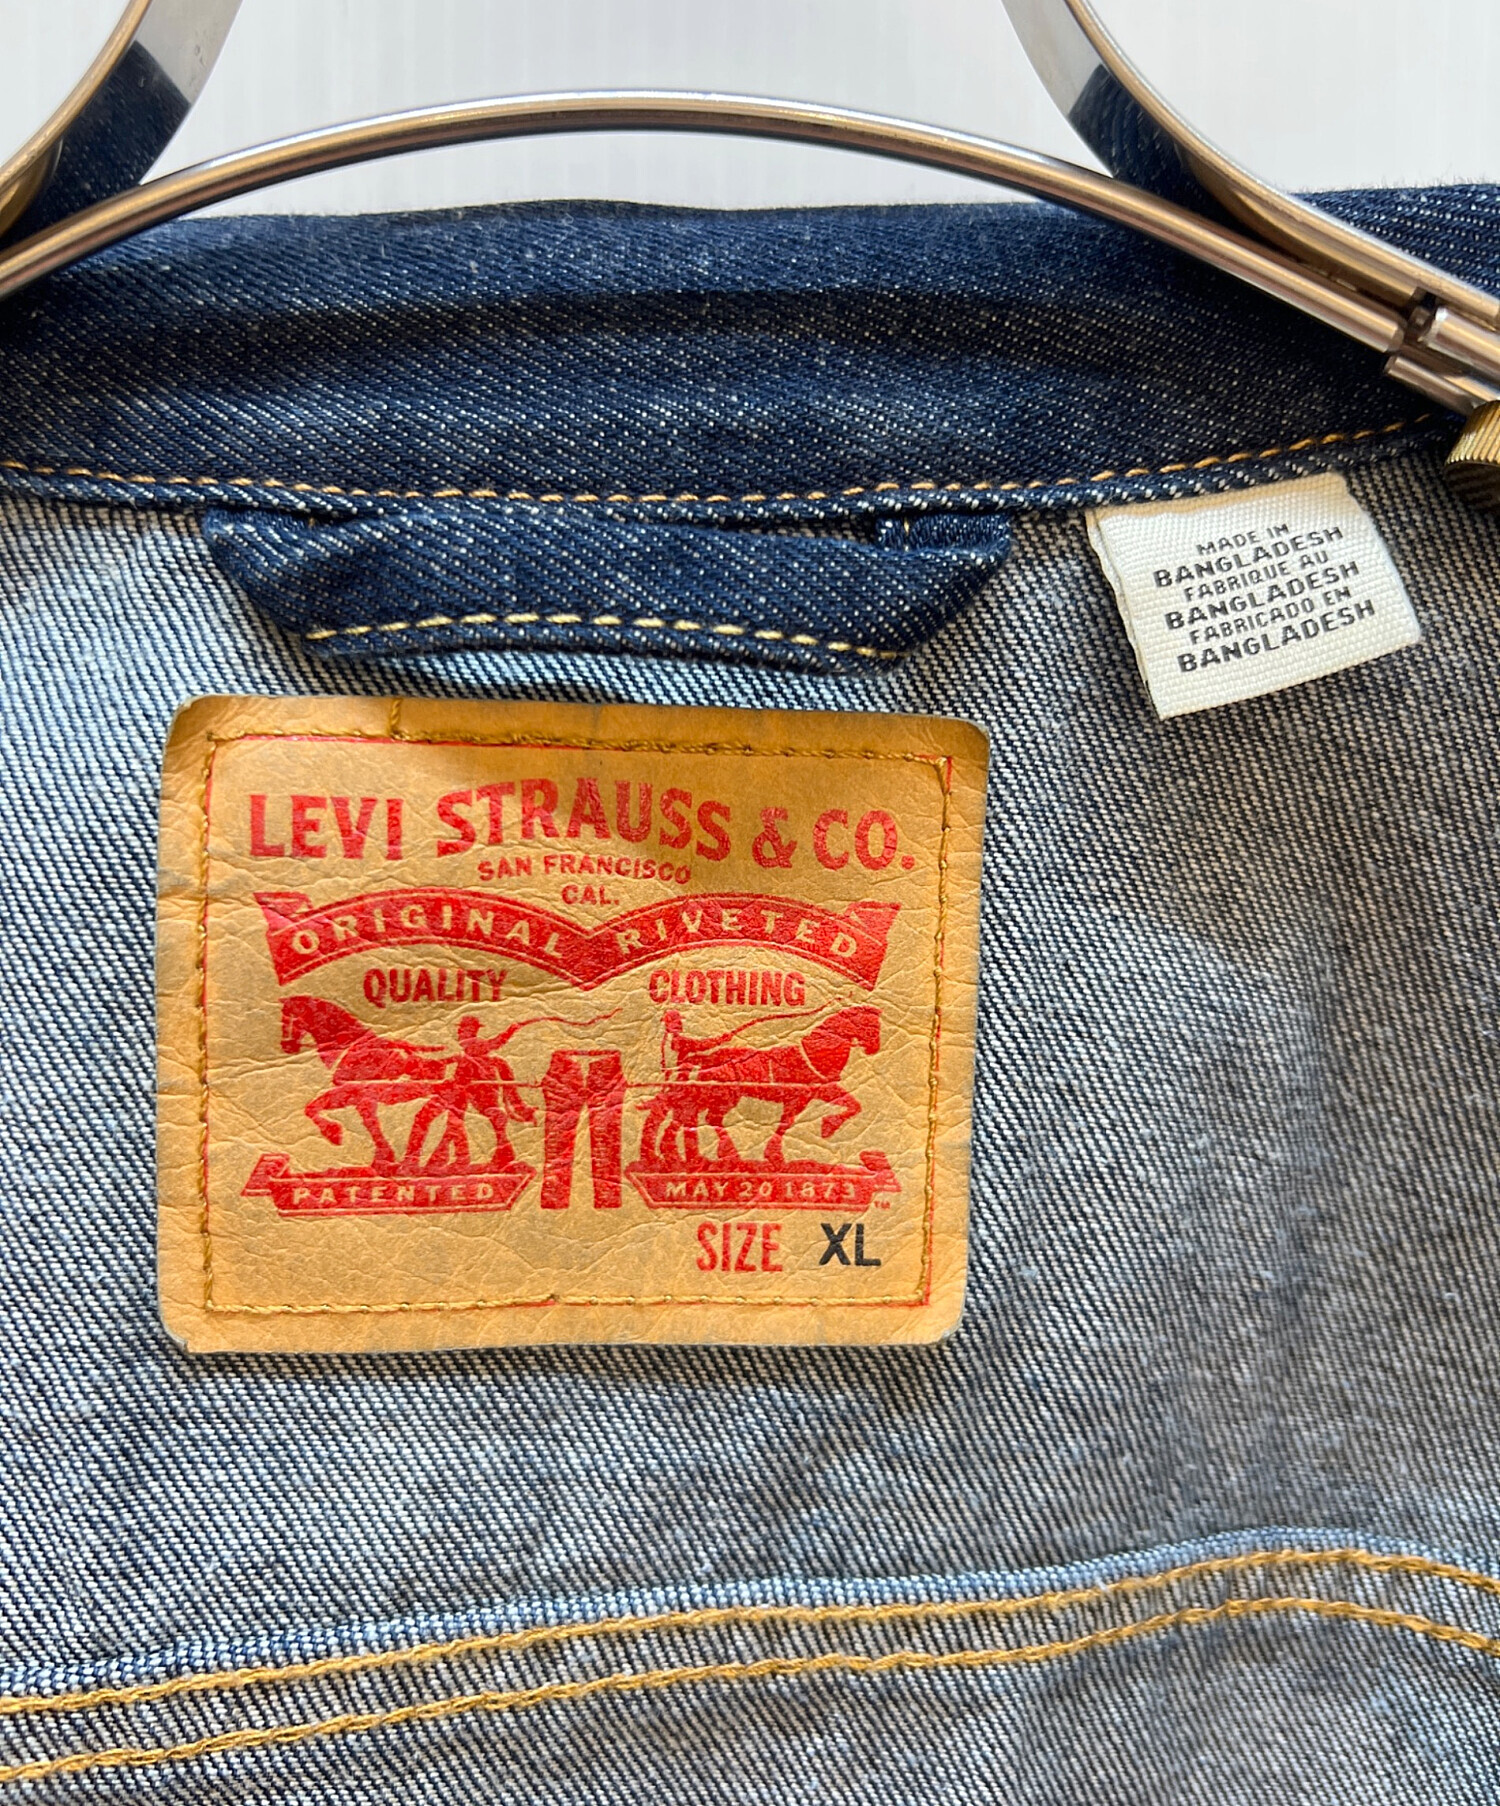 MADE IN
BANGLADESH
FABRIQUE AU
BANGLADESH
FABRICADO EN
BANGLADESH
LEVI STRAUSS & CO.
SAN FRANCISCO
CAL.
ORIGINAL RIVETED
QUALITY CLOTHING
PATENTED MAY 20 1873 ™
SIZE XL